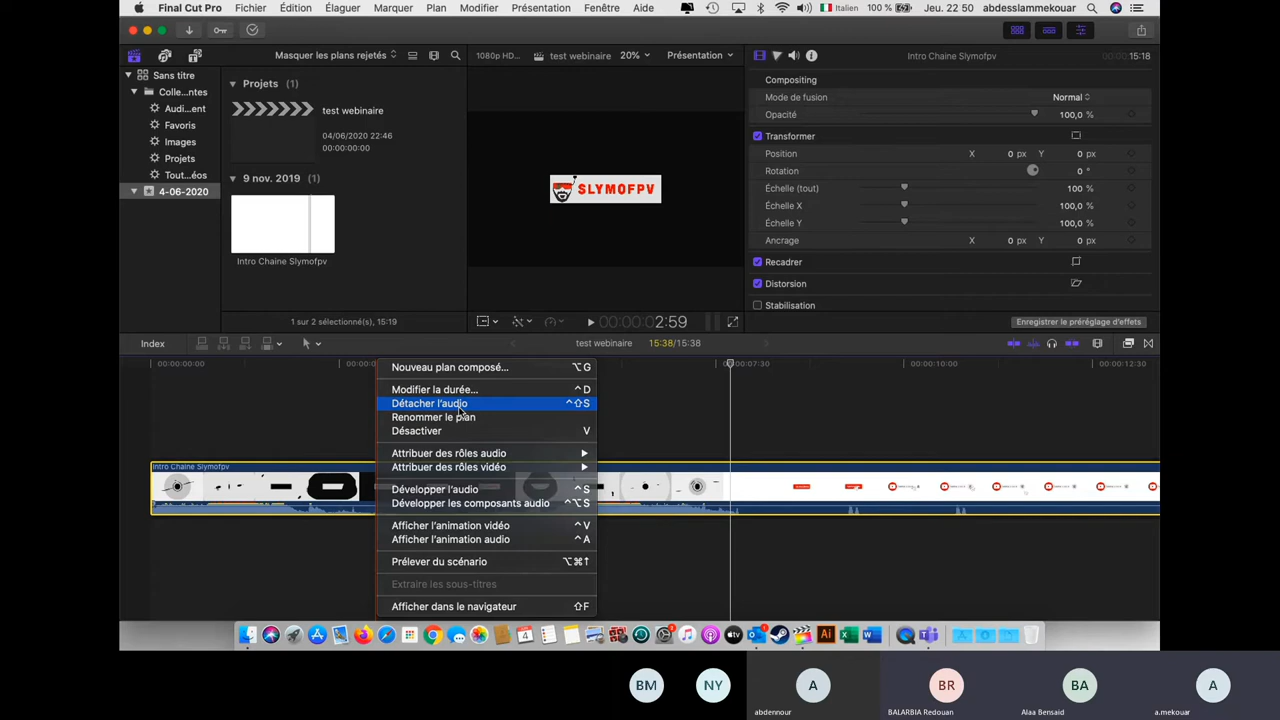 Final Cut Pro Fichier Édition Élaguer Marquer Plan Modifier Présentation Fenêtre Aide Italien 100 % Jeu. 22 50 abdesslammekouar
Masquer les plans rejetés 1080p HD... test webinaire 20% Présentation Intro Chaine Slymofpv 00:00:00 15:18
Sans titre
Colle...ntes
Audi...ent
Favoris
Images
Projets
Tout...éos
4-06-2020
Projets (1)
test webinaire
04/06/2020 22:46
00:00:00:00
9 nov. 2019 (1)
Intro Chaine Slymofpv
1 sur 2 sélectionné(s), 15:19
SLYMOFPV
00:00:00:02:59
Compositing
Mode de fusion Normal
Opacité 100,0 %
Transformer
Position X 0 px Y 0 px
Rotation 0 °
Échelle (tout) 100 %
Échelle X 100,0 %
Échelle Y 100,0 %
Ancrage X 0 px Y 0 px
Recadrer
Distorsion
Stabilisation
Enregistrer le préréglage d'effets
Index test webinaire 15:38/15:38
00:00:00:00 00:00:07:30 00:00:10:00 00:00:12:30
Intro Chaine Slymofpv
Nouveau plan composé... ⌥G
Modifier la durée... ^D
Détacher l'audio ^⇧S
Renommer le plan
Désactiver V
Attribuer des rôles audio
Attribuer des rôles vidéo
Développer l'audio ^S
Développer les composants audio ^⌥S
Afficher l'animation vidéo ^V
Afficher l'animation audio ^A
Prélever du scénario ⌥⌘↑
Extraire les sous-titres
Afficher dans le navigateur ⇧F
BM NY A BR BA A
abdennour BALARBIA Redouan Alaa Bensaid a.mekouar